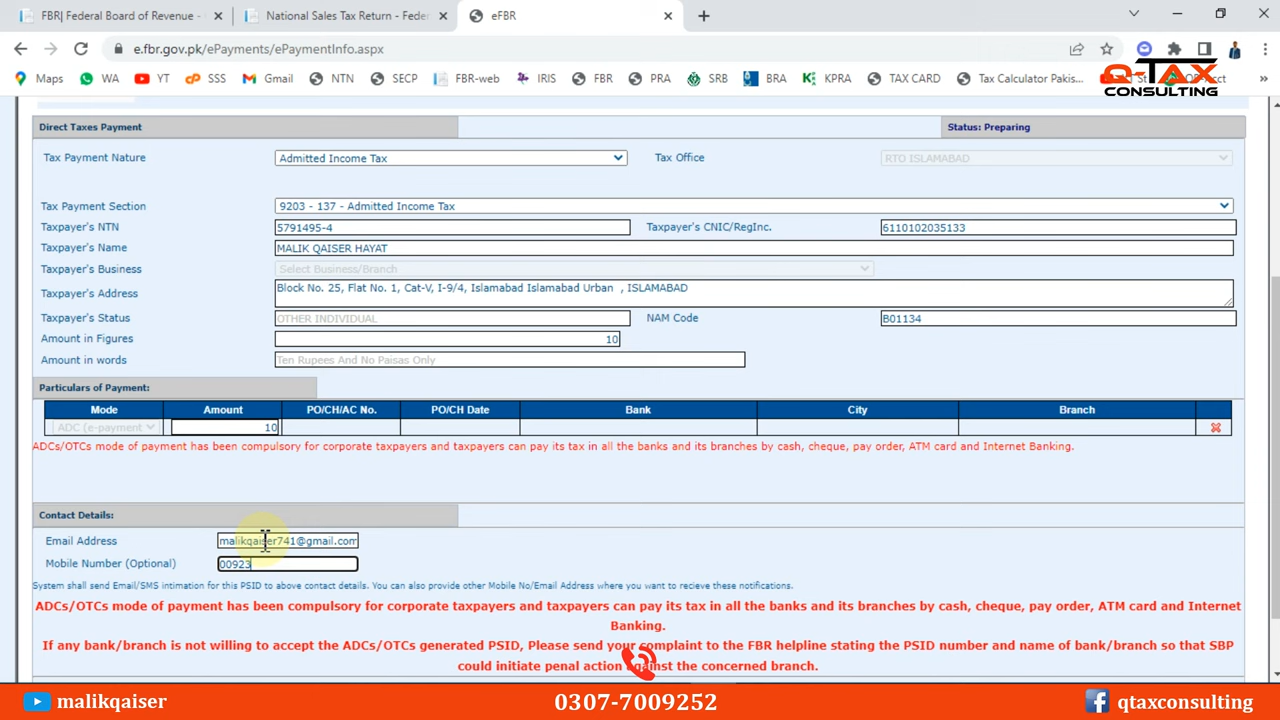 FBR| Federal Board of Revenue -
National Sales Tax Return - Feder
eFBR
e.fbr.gov.pk/ePayments/ePaymentInfo.aspx
Maps WA YT SSS Gmail NTN SECP FBR-web IRIS FBR PRA SRB BRA KPRA TAX CARD Tax Calculator Pakis...
Q-TAX
CONSULTING
Direct Taxes Payment Status: Preparing
Tax Payment Nature Admitted Income Tax Tax Office RTO ISLAMABAD
Tax Payment Section 9203 - 137 - Admitted Income Tax
Taxpayer's NTN 5791495-4 Taxpayer's CNIC/RegInc. 6110102035133
Taxpayer's Name MALIK QAISER HAYAT
Taxpayer's Business Select Business/Branch
Taxpayer's Address Block No. 25, Flat No. 1, Cat-V, I-9/4, Islamabad Islamabad Urban , ISLAMABAD
Taxpayer's Status OTHER INDIVIDUAL NAM Code B01134
Amount in Figures 10
Amount in words Ten Rupees And No Paisas Only
Particulars of Payment:
Mode Amount PO/CH/AC No. PO/CH Date Bank City Branch
ADC (e-payment 10
ADCs/OTCs mode of payment has been compulsory for corporate taxpayers and taxpayers can pay its tax in all the banks and its branches by cash, cheque, pay order, ATM card and Internet Banking.
Contact Details:
Email Address malikqaiser741@gmail.com
Mobile Number (Optional) 00923
System shall send Email/SMS intimation for this PSID to above contact details. You can also provide other Mobile No/Email Address where you want to receive these notifications.
ADCs/OTCs mode of payment has been compulsory for corporate taxpayers and taxpayers can pay its tax in all the banks and its branches by cash, cheque, pay order, ATM card and Internet
Banking.
If any bank/branch is not willing to accept the ADCs/OTCs generated PSID, Please send your complaint to the FBR helpline stating the PSID number and name of bank/branch so that SBP
could initiate penal action against the concerned branch.
malikqaiser 0307-7009252 qtaxconsulting